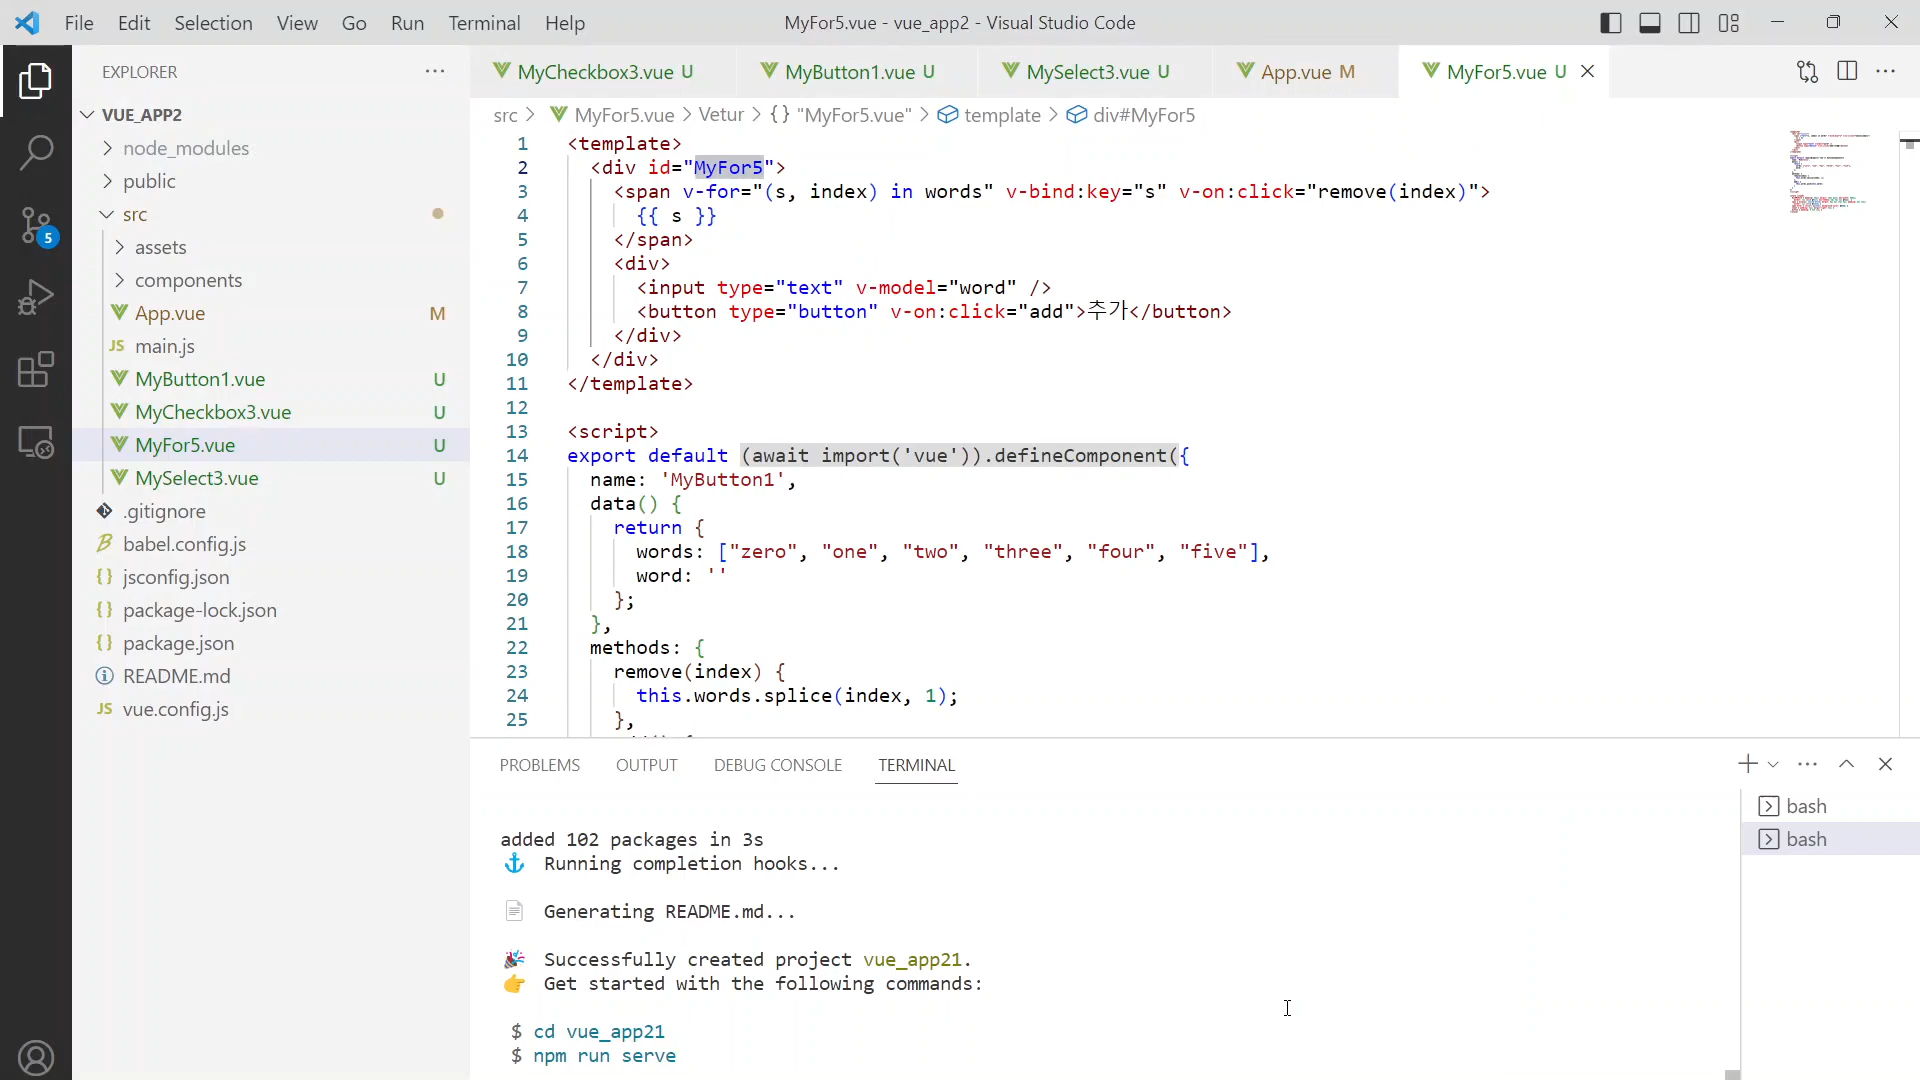 File Edit Selection View Go Run Terminal Help
MyFor5.vue - vue_app2 - Visual Studio Code
EXPLORER
VUE_APP2
node_modules
public
src
assets
components
App.vue M
main.js
MyButton1.vue U
MyCheckbox3.vue U
MyFor5.vue U
MySelect3.vue U
.gitignore
babel.config.js
jsconfig.json
package-lock.json
package.json
README.md
vue.config.js
5
MyCheckbox3.vue U
MyButton1.vue U
MySelect3.vue U
App.vue M
MyFor5.vue U
src > MyFor5.vue > Vetur > {} "MyFor5.vue" > template > div#MyFor5
1 <template>
2 <div id="MyFor5">
3 <span v-for="(s, index) in words" v-bind:key="s" v-on:click="remove(index)">
4 {{ s }}
5 </span>
6 <div>
7 <input type="text" v-model="word" />
8 <button type="button" v-on:click="add">추가</button>
9 </div>
10 </div>
11 </template>
12
13 <script>
14 export default (await import('vue')).defineComponent({
15 name: 'MyButton1',
16 data() {
17 return {
18 words: ["zero", "one", "two", "three", "four", "five"],
19 word: ''
20 };
21 },
22 methods: {
23 remove(index) {
24 this.words.splice(index, 1);
25 },
PROBLEMS OUTPUT DEBUG CONSOLE TERMINAL
added 102 packages in 3s
Running completion hooks...
Generating README.md...
Successfully created project vue_app21.
Get started with the following commands:
$ cd vue_app21
$ npm run serve
bash
bash